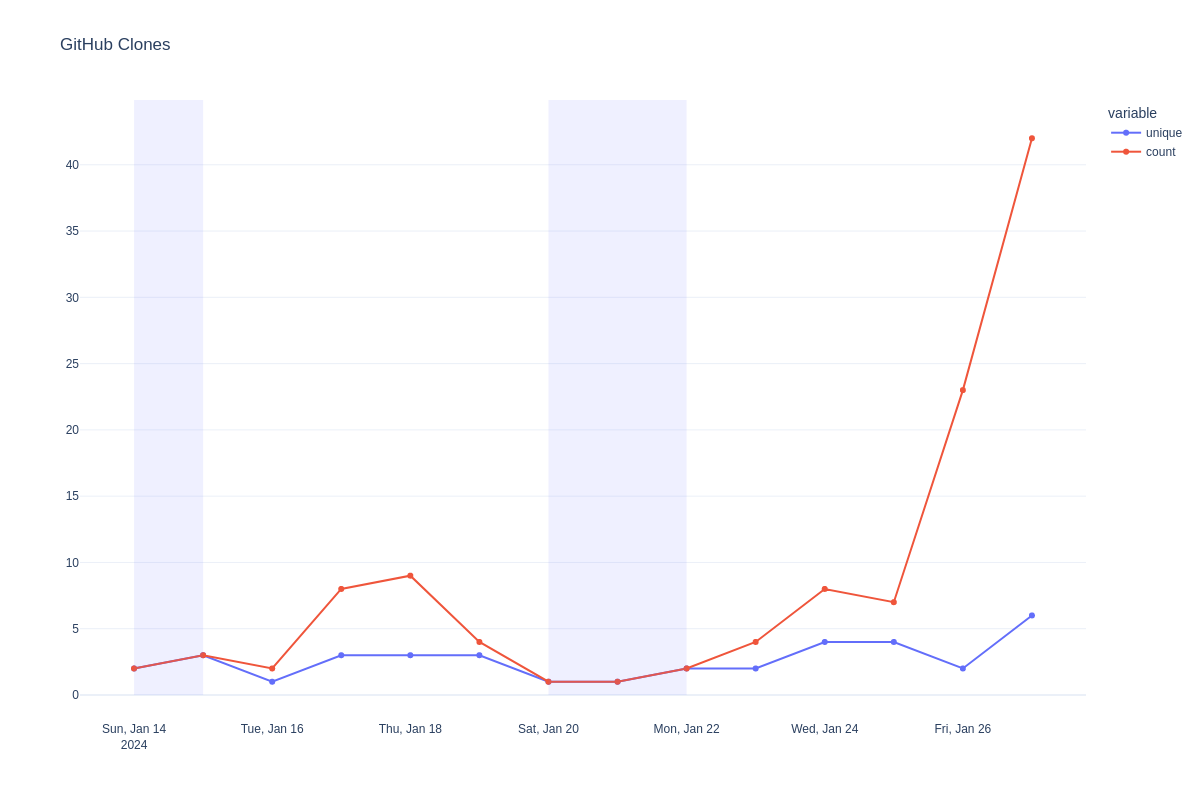 GitHub Clones
variable
unique
count
40
35
30
25
20
15
10
5
0
Sun, Jan 14
2024
Tue, Jan 16
Thu, Jan 18
Sat, Jan 20
Mon, Jan 22
Wed, Jan 24
Fri, Jan 26